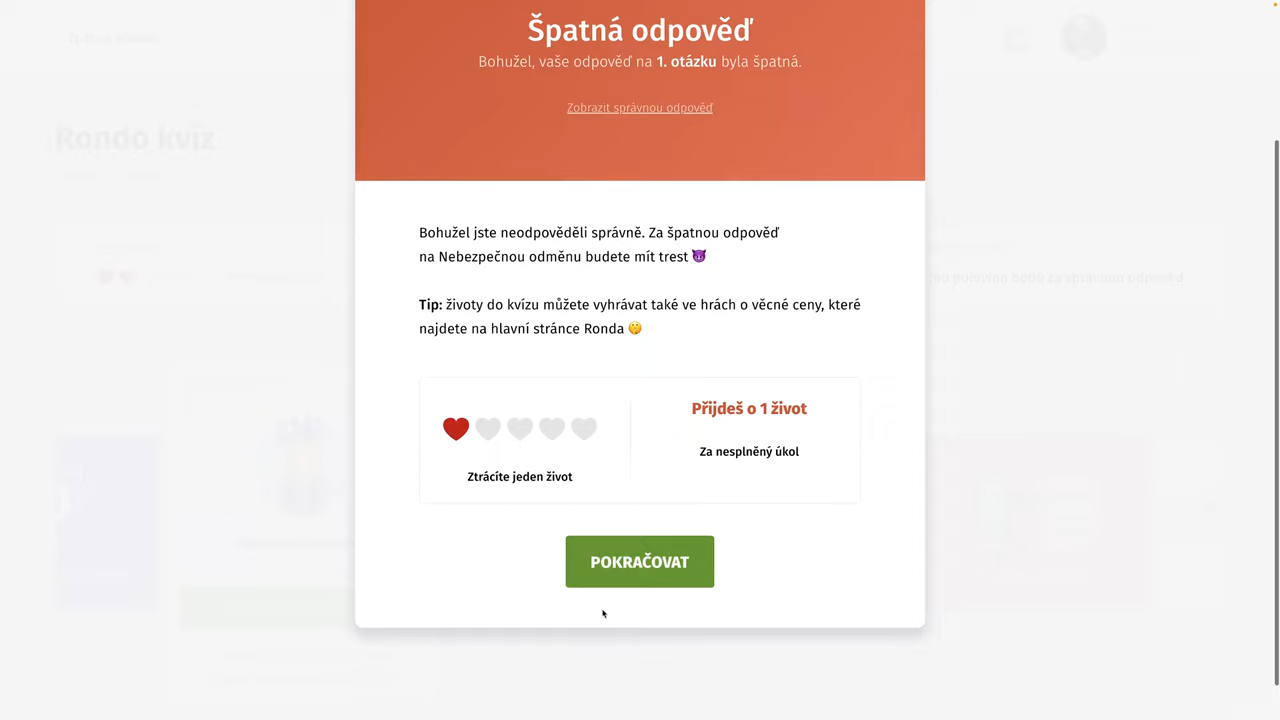 Špatná odpověď
Bohužel, vaše odpověď na 1. otázku byla špatná.
Zobrazit správnou odpověď
Rondo kvíz
Bohužel jste neodpověděli správně. Za špatnou odpověď
na Nebezpečnou odměnu budete mít trest 😈
Tip: životy do kvízu můžete vyhrávat také ve hrách o věcné ceny, které
najdete na hlavní stránce Ronda 🤫
Přijdeš o 1 život
Za nesplněný úkol
Ztrácíte jeden život
POKRAČOVAT